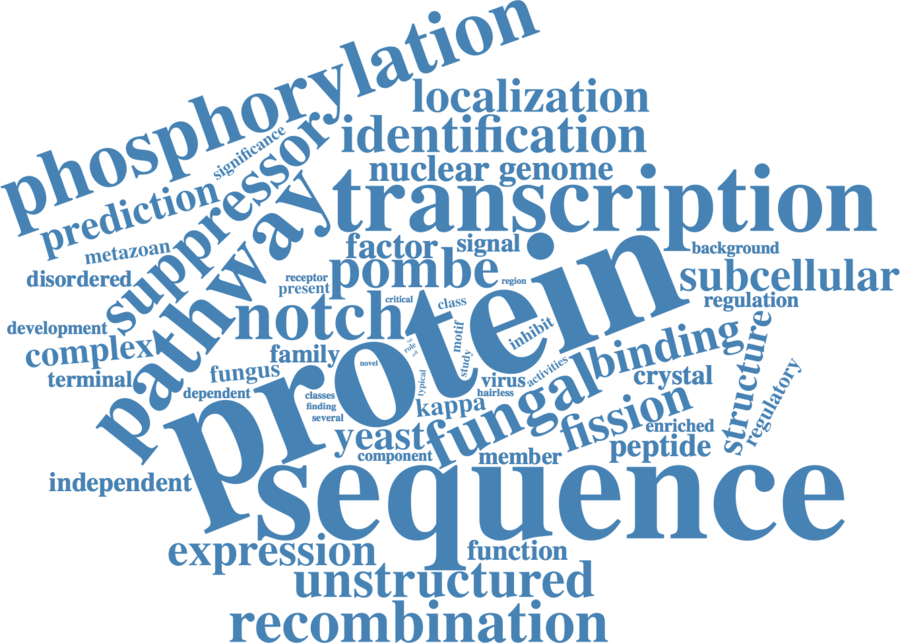 phosphorylation
localization
identification
significance
suppressor
nuclear
genome
transcription
prediction
pathway
metazoan
factor
signal
background
disordered
pombe
protein
subcellular
receptor
present
region
critical
class
regulation
notch
development
complex
motif
inhibit
structure
binding
family
role
study
novel
terminal
fungus
activities
virus
crystal
typical
hairless
dependent
classes
finding
several
kappa
fungal
fission
regulatory
yeast
enriched
component
member
peptide
independent
sequence
expression
function
unstructured
recombination